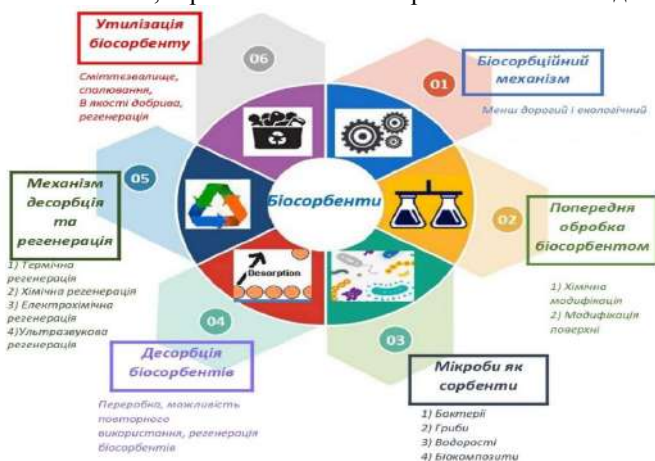 Утилізація
біосорбенту
Сміттєзвалище,
спалювання,
В якості добрива,
регенерація
06
01
Біосорбційний
механізм
Менш дорогий і екологічний
05
Механізм
десорбція
та
регенерація
1) Термічна
регенерація
2) Хімічна регенерація
3) Електрохімічна
регенерація
4)Ультразвукова
регенерація
Біосорбенти
02
Попередня
обробка
біосорбентом
1) Хімічна
модифікація
2) Модифікація
поверхні
Desorption
04
Десорбція
біосорбентів
Переробка, можливість
повторного
використання, регенерація
біосорбентів
03
Мікроби як
сорбенти
1) Бактерії
2) Гриби
3) Водорості
4) Біокомпозити